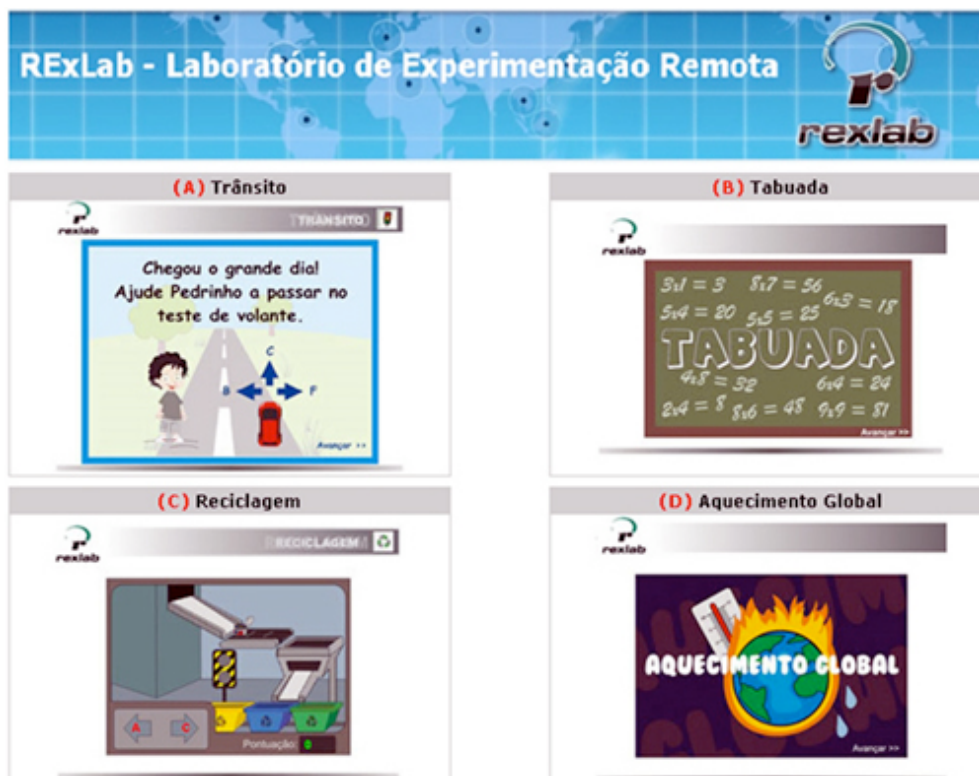 RExLab - Laboratório de Experimentação Remota
rexlab
(A) Trânsito
rexlab
TRÂNSITO
Chegou o grande dia!
Ajude Pedrinho a passar no
teste de volante.
C
B
F
Avançar >>
(B) Tabuada
rexlab
3x1 = 3 8x7 = 56
6x3 = 18
5x4 = 20 5x5 = 25
TABUADA
4x8 = 32 6x4 = 24
2x4 = 8 8x6 = 48 9x9 = 81
Avançar >>
(C) Reciclagem
rexlab
RECICLAGEM
A C
Pontuação: 0
(D) Aquecimento Global
rexlab
AQUECIMENTO GLOBAL
Avançar >>